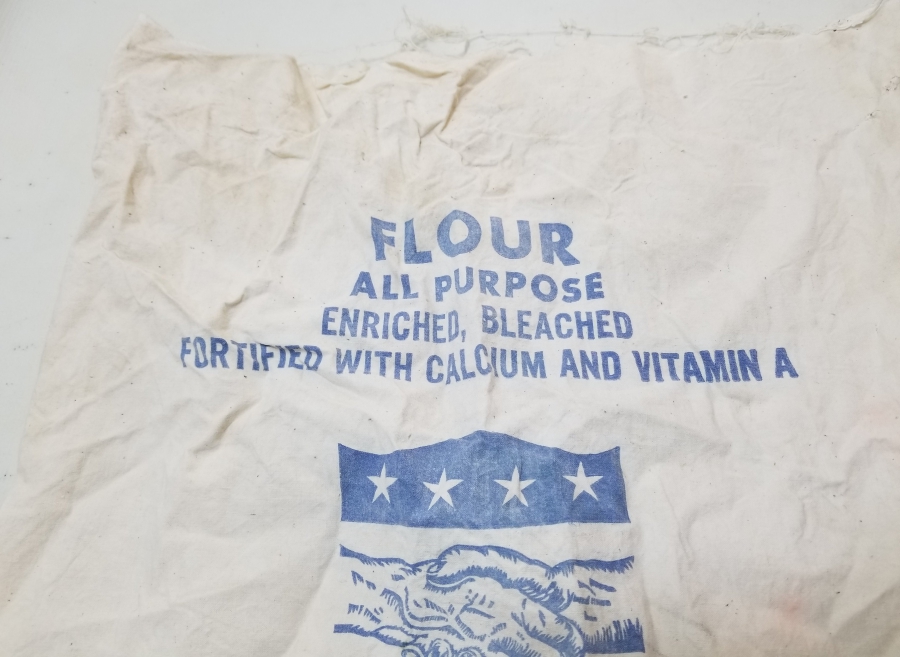 FLOUR
ALL PURPOSE
ENRICHED, BLEACHED
FORTIFIED WITH CALCIUM AND VITAMIN A